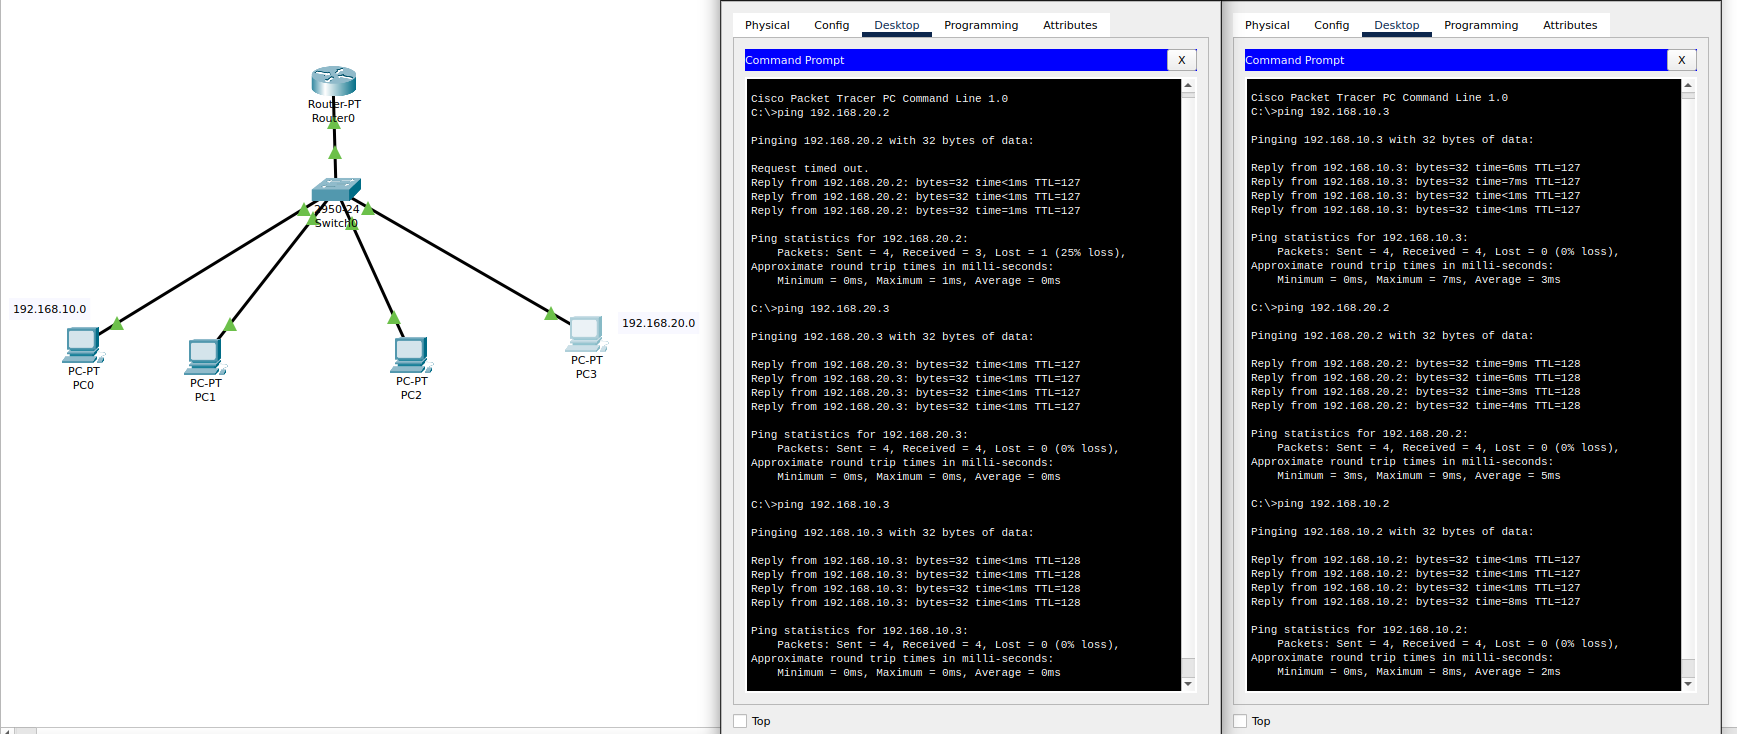 Router-PT
Router0
2950-24
Switch0
192.168.10.0
PC-PT
PC0
PC-PT
PC1
PC-PT
PC2
PC-PT
PC3
192.168.20.0
Physical Config Desktop Programming Attributes
Command Prompt X
Cisco Packet Tracer PC Command Line 1.0
C:\>ping 192.168.20.2
Pinging 192.168.20.2 with 32 bytes of data:
Request timed out.
Reply from 192.168.20.2: bytes=32 time<1ms TTL=127
Reply from 192.168.20.2: bytes=32 time<1ms TTL=127
Reply from 192.168.20.2: bytes=32 time=1ms TTL=127
Ping statistics for 192.168.20.2:
Packets: Sent = 4, Received = 3, Lost = 1 (25% loss),
Approximate round trip times in milli-seconds:
Minimum = 0ms, Maximum = 1ms, Average = 0ms
C:\>ping 192.168.20.3
Pinging 192.168.20.3 with 32 bytes of data:
Reply from 192.168.20.3: bytes=32 time<1ms TTL=127
Reply from 192.168.20.3: bytes=32 time<1ms TTL=127
Reply from 192.168.20.3: bytes=32 time<1ms TTL=127
Reply from 192.168.20.3: bytes=32 time<1ms TTL=127
Ping statistics for 192.168.20.3:
Packets: Sent = 4, Received = 4, Lost = 0 (0% loss),
Approximate round trip times in milli-seconds:
Minimum = 0ms, Maximum = 0ms, Average = 0ms
C:\>ping 192.168.10.3
Pinging 192.168.10.3 with 32 bytes of data:
Reply from 192.168.10.3: bytes=32 time<1ms TTL=128
Reply from 192.168.10.3: bytes=32 time<1ms TTL=128
Reply from 192.168.10.3: bytes=32 time<1ms TTL=128
Reply from 192.168.10.3: bytes=32 time<1ms TTL=128
Ping statistics for 192.168.10.3:
Packets: Sent = 4, Received = 4, Lost = 0 (0% loss),
Approximate round trip times in milli-seconds:
Minimum = 0ms, Maximum = 0ms, Average = 0ms
Top
Physical Config Desktop Programming Attributes
Command Prompt X
Cisco Packet Tracer PC Command Line 1.0
C:\>ping 192.168.10.3
Pinging 192.168.10.3 with 32 bytes of data:
Reply from 192.168.10.3: bytes=32 time=6ms TTL=127
Reply from 192.168.10.3: bytes=32 time=7ms TTL=127
Reply from 192.168.10.3: bytes=32 time<1ms TTL=127
Reply from 192.168.10.3: bytes=32 time<1ms TTL=127
Ping statistics for 192.168.10.3:
Packets: Sent = 4, Received = 4, Lost = 0 (0% loss),
Approximate round trip times in milli-seconds:
Minimum = 0ms, Maximum = 7ms, Average = 3ms
C:\>ping 192.168.20.2
Pinging 192.168.20.2 with 32 bytes of data:
Reply from 192.168.20.2: bytes=32 time=9ms TTL=128
Reply from 192.168.20.2: bytes=32 time=6ms TTL=128
Reply from 192.168.20.2: bytes=32 time=3ms TTL=128
Reply from 192.168.20.2: bytes=32 time=4ms TTL=128
Ping statistics for 192.168.20.2:
Packets: Sent = 4, Received = 4, Lost = 0 (0% loss),
Approximate round trip times in milli-seconds:
Minimum = 3ms, Maximum = 9ms, Average = 5ms
C:\>ping 192.168.10.2
Pinging 192.168.10.2 with 32 bytes of data:
Reply from 192.168.10.2: bytes=32 time<1ms TTL=127
Reply from 192.168.10.2: bytes=32 time<1ms TTL=127
Reply from 192.168.10.2: bytes=32 time<1ms TTL=127
Reply from 192.168.10.2: bytes=32 time=8ms TTL=127
Ping statistics for 192.168.10.2:
Packets: Sent = 4, Received = 4, Lost = 0 (0% loss),
Approximate round trip times in milli-seconds:
Minimum = 0ms, Maximum = 8ms, Average = 2ms
Top